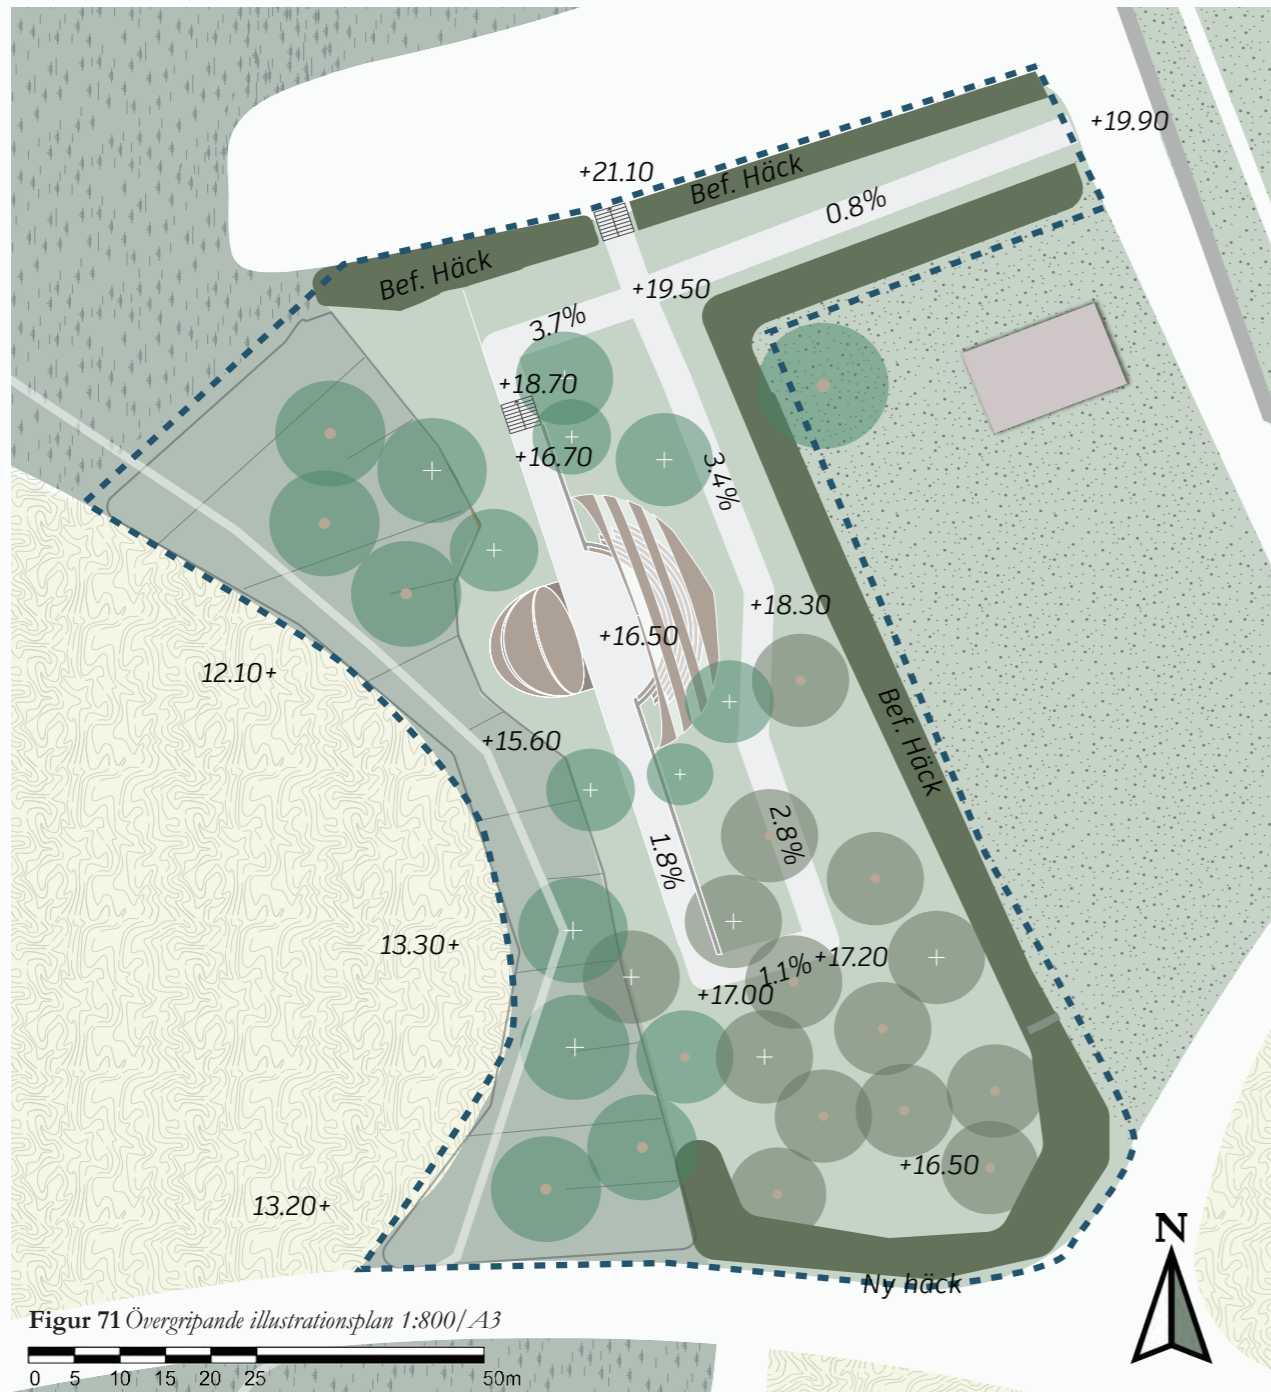 +19.90
+21.10
Bef. Häck
0.8%
Bef. Häck
+19.50
3.7%
+18.70
+16.70
3.4%
+18.30
+16.50
12.10+
Bef. Häck
+15.60
2.8%
1.8%
13.30+
+17.20
1.1%
+17.00
+16.50
13.20+
N
Ny häck
Figur 71 Övergripande illustrationsplan 1:800/A3
0 5 10 15 20 25 50m